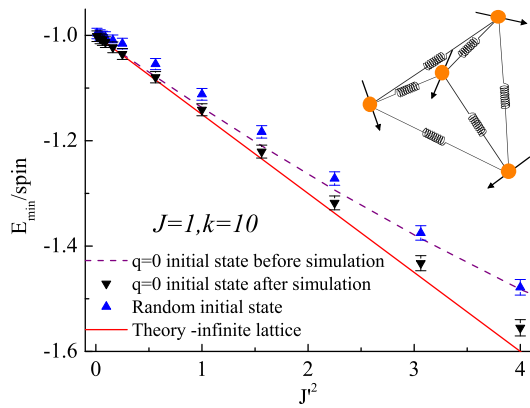 -1.0
-1.2
-1.4
-1.6
E_min/spin
J=1,k=10
q=0 initial state before simulation
q=0 initial state after simulation
Random initial state
Theory -infinite lattice
0
1
2
3
4
J'²